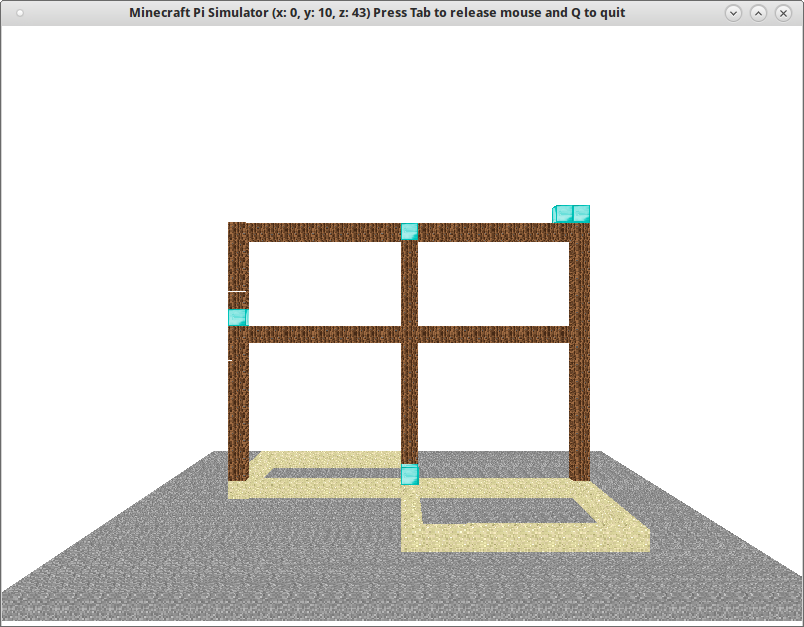 Minecraft Pi Simulator (x: 0, y: 10, z: 43) Press Tab to release mouse and Q to quit